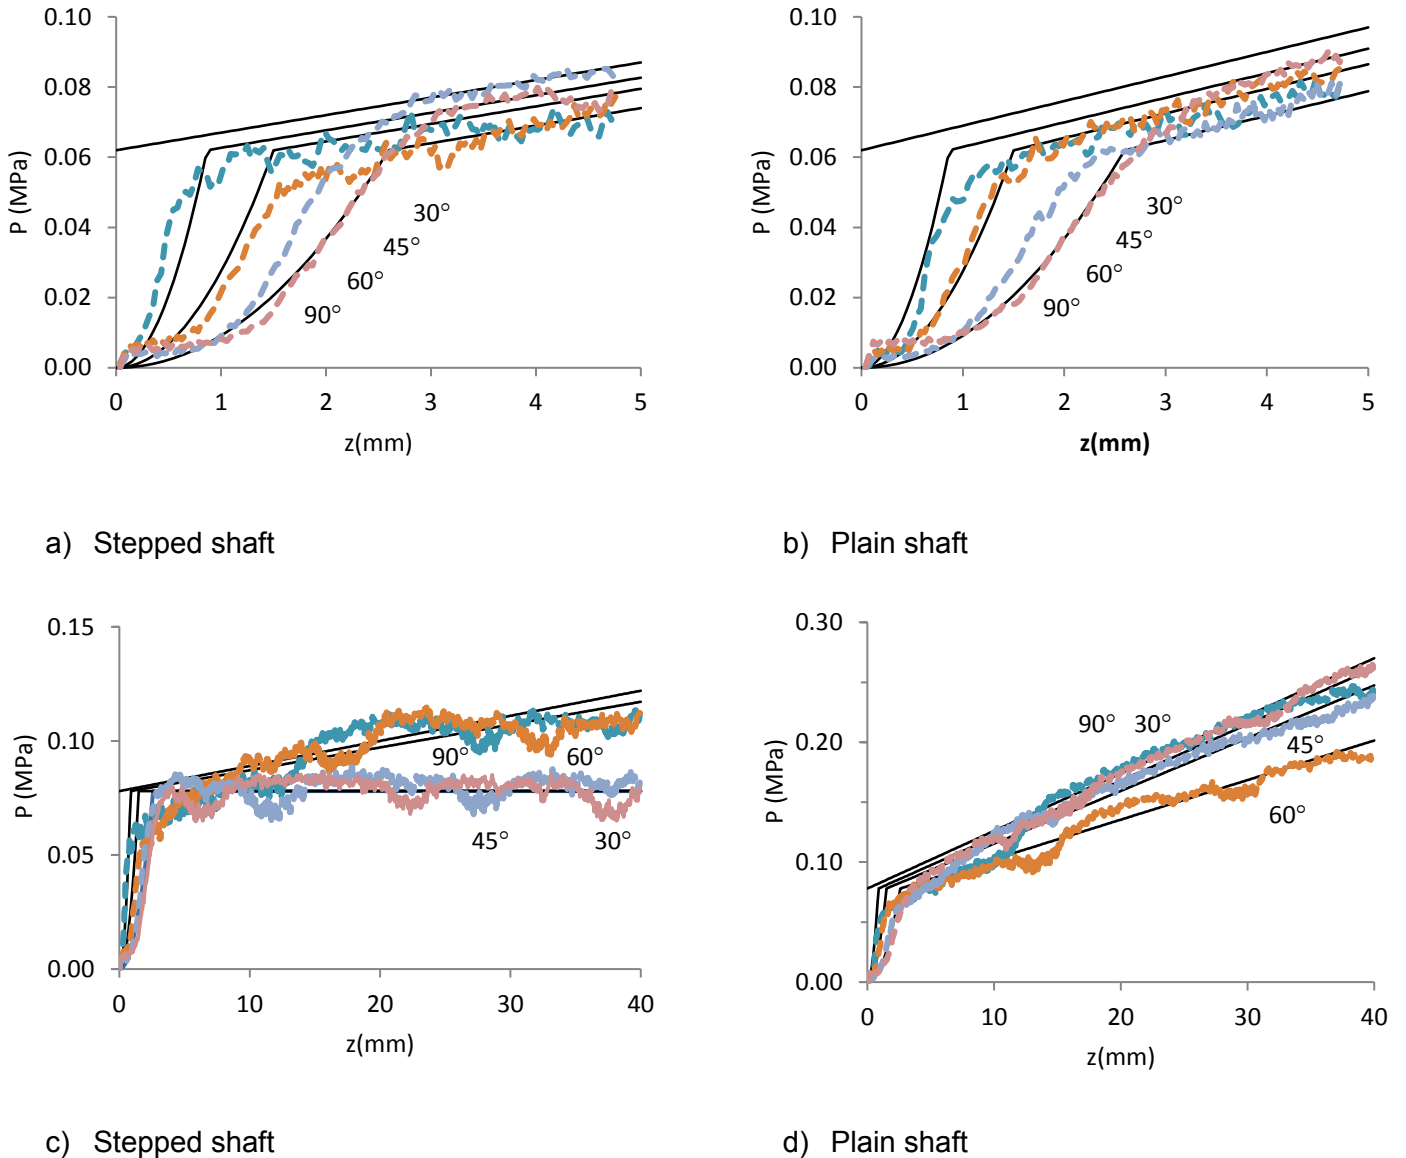 0.10
0.08
0.06
0.04
0.02
0.00
P (MPa)
0 1 2 3 4 5
z(mm)
30°
45°
60°
90°
a) Stepped shaft
0.10
0.08
0.06
0.04
0.02
0.00
P (MPa)
0 1 2 3 4 5
z(mm)
30°
45°
60°
90°
b) Plain shaft
0.15
0.10
0.05
0.00
P (MPa)
0 10 20 30 40
z(mm)
90° 60°
45° 30°
c) Stepped shaft
0.30
0.20
0.10
0.00
P (MPa)
0 10 20 30 40
z(mm)
90° 30°
45°
60°
d) Plain shaft